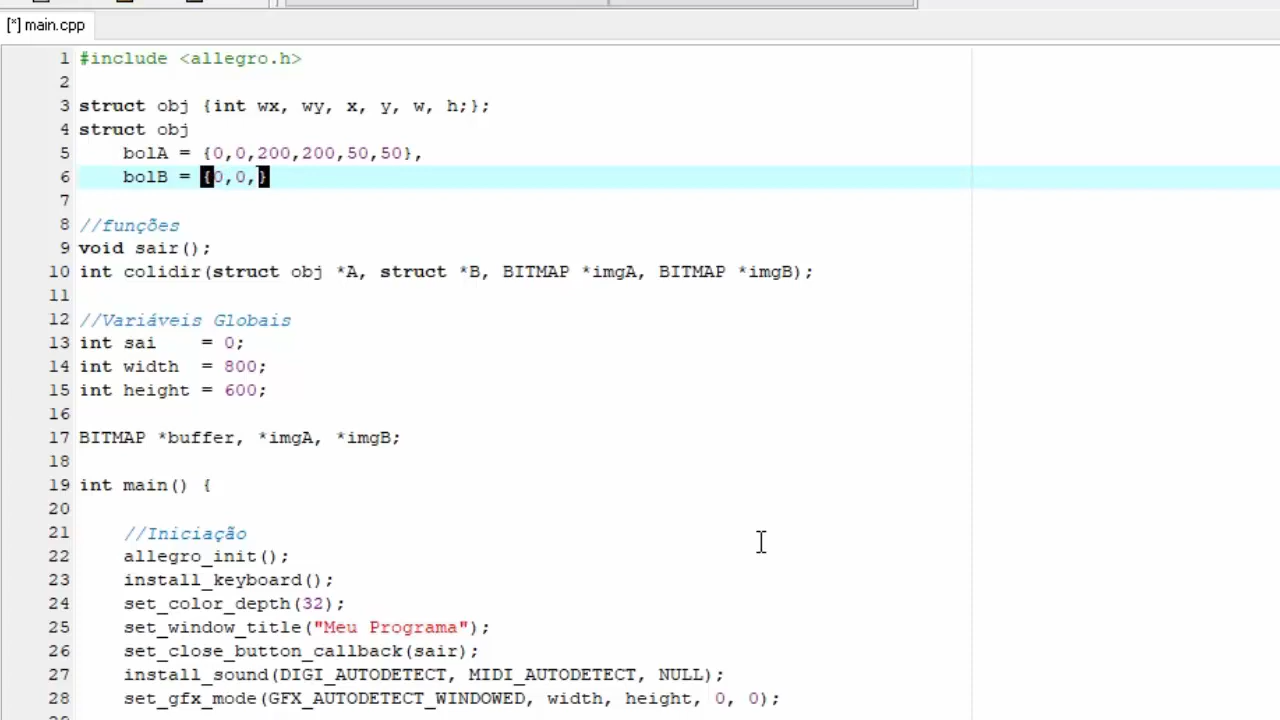 [*] main.cpp
1 #include <allegro.h>
2
3 struct obj {int wx, wy, x, y, w, h;};
4 struct obj
5     bolA = {0,0,200,200,50,50},
6     bolB = {0,0,}
7
8 //funções
9 void sair();
10 int colidir(struct obj *A, struct *B, BITMAP *imgA, BITMAP *imgB);
11
12 //Variáveis Globais
13 int sai    = 0;
14 int width  = 800;
15 int height = 600;
16
17 BITMAP *buffer, *imgA, *imgB;
18
19 int main() {
20
21     //Iniciação
22     allegro_init();
23     install_keyboard();
24     set_color_depth(32);
25     set_window_title("Meu Programa");
26     set_close_button_callback(sair);
27     install_sound(DIGI_AUTODETECT, MIDI_AUTODETECT, NULL);
28     set_gfx_mode(GFX_AUTODETECT_WINDOWED, width, height, 0, 0);